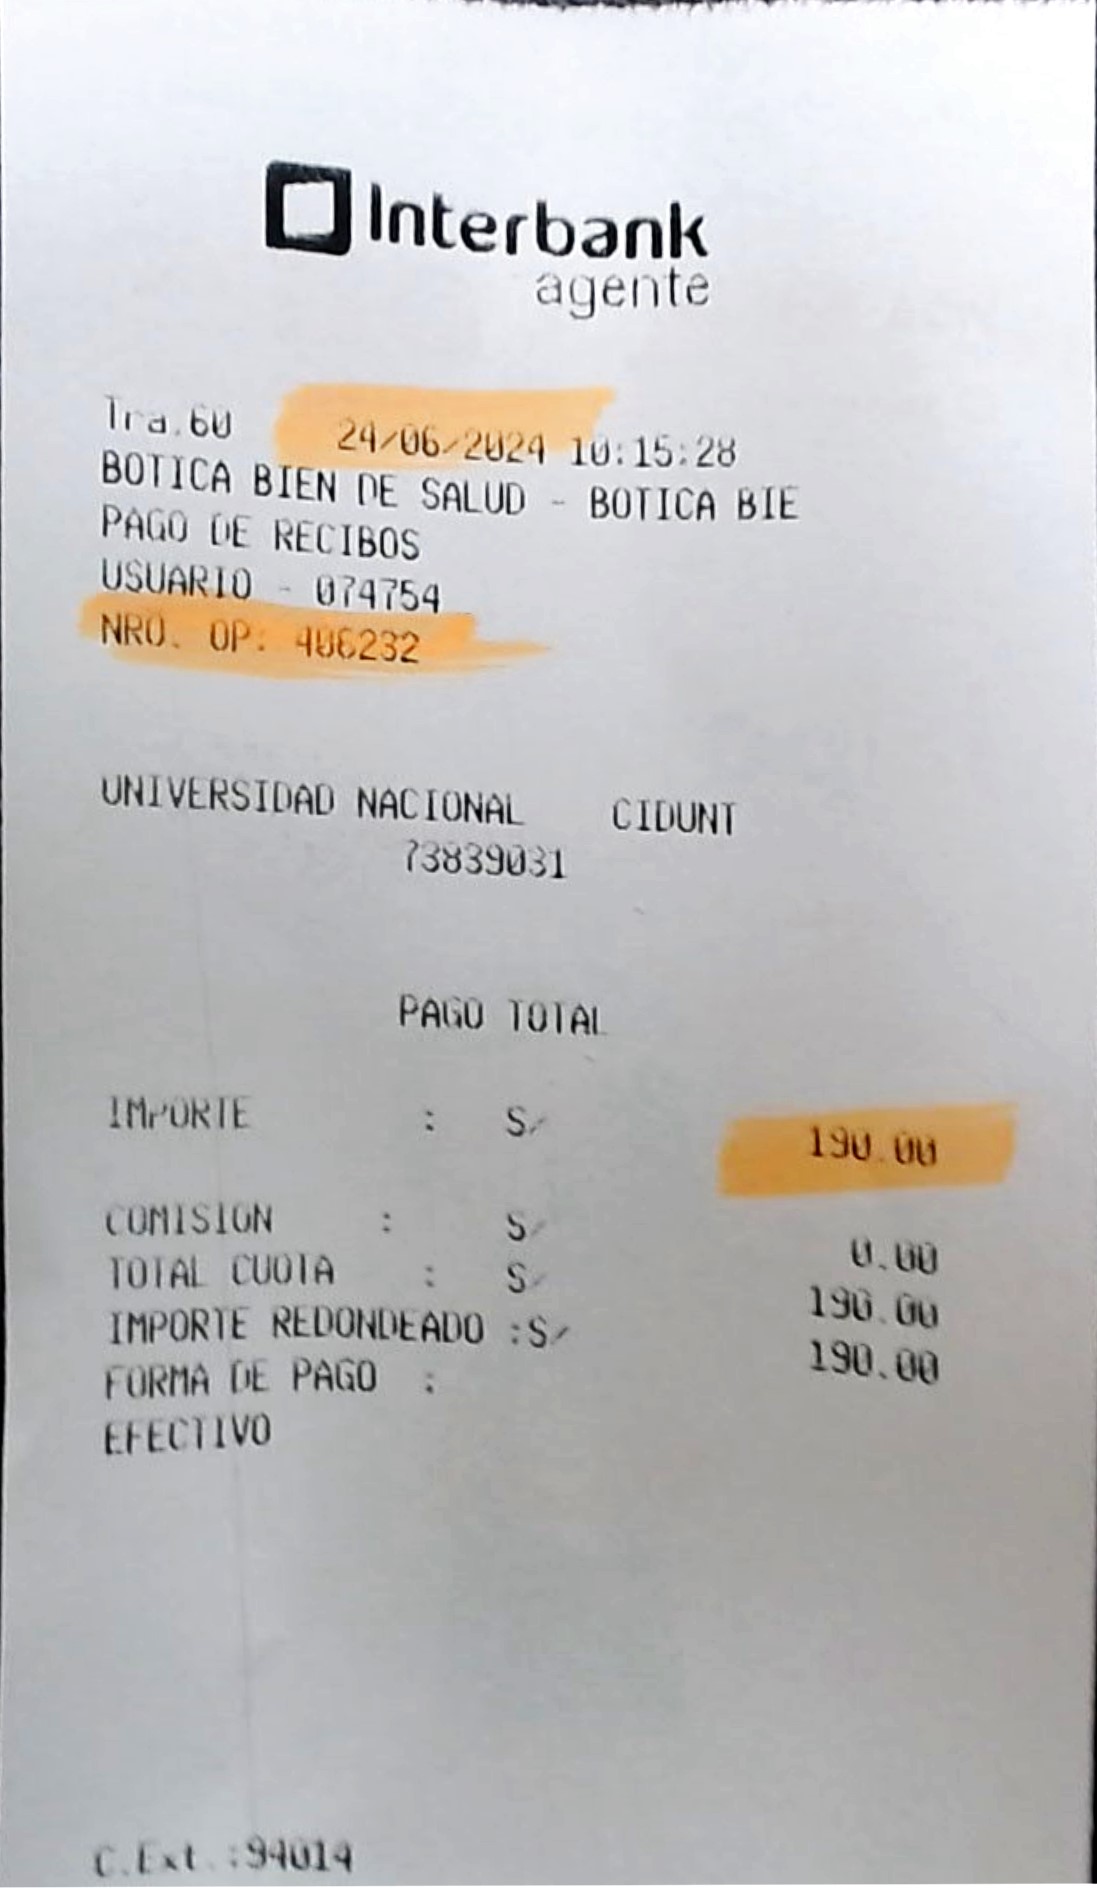 Interbank
agente
Tra.60 24/06/2024 10:15:28
BOTICA BIEN DE SALUD - BOTICA BIE
PAGO DE RECIBOS
USUARIO - 074754
NRO. OP: 406232
UNIVERSIDAD NACIONAL CIDUNT
73839031
PAGO TOTAL
IMPORTE : S/ 190.00
COMISION : S/ 0.00
TOTAL CUOTA : S/ 190.00
IMPORTE REDONDEADO :S/ 190.00
FORMA DE PAGO :
EFECTIVO
C.Ext.:94014